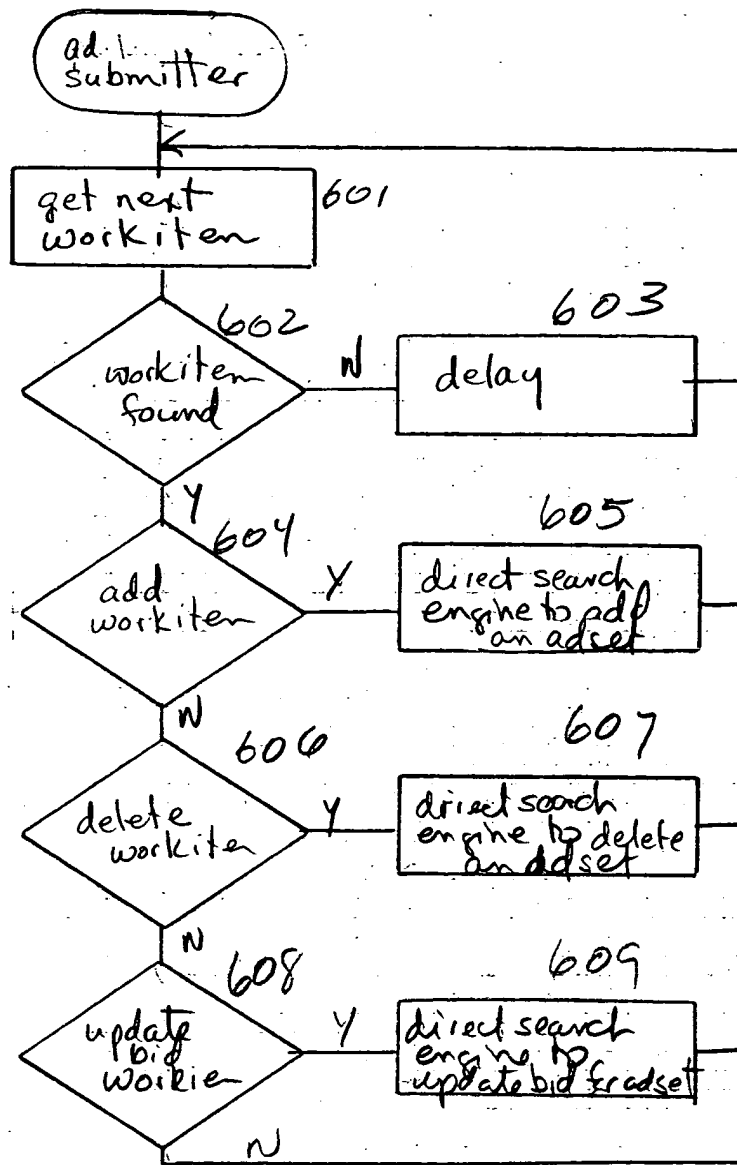 ad
submitter
get next
workitem
601
602
workitem
found
N
603
delay
Y
604
add
workitem
Y
605
direct search
engine to add
an adset
N
606
delete
workitem
Y
607
direct search
engine to delete
an adset
N
608
update
bid
workien
Y
609
direct search
engine to
update bid for adset
N